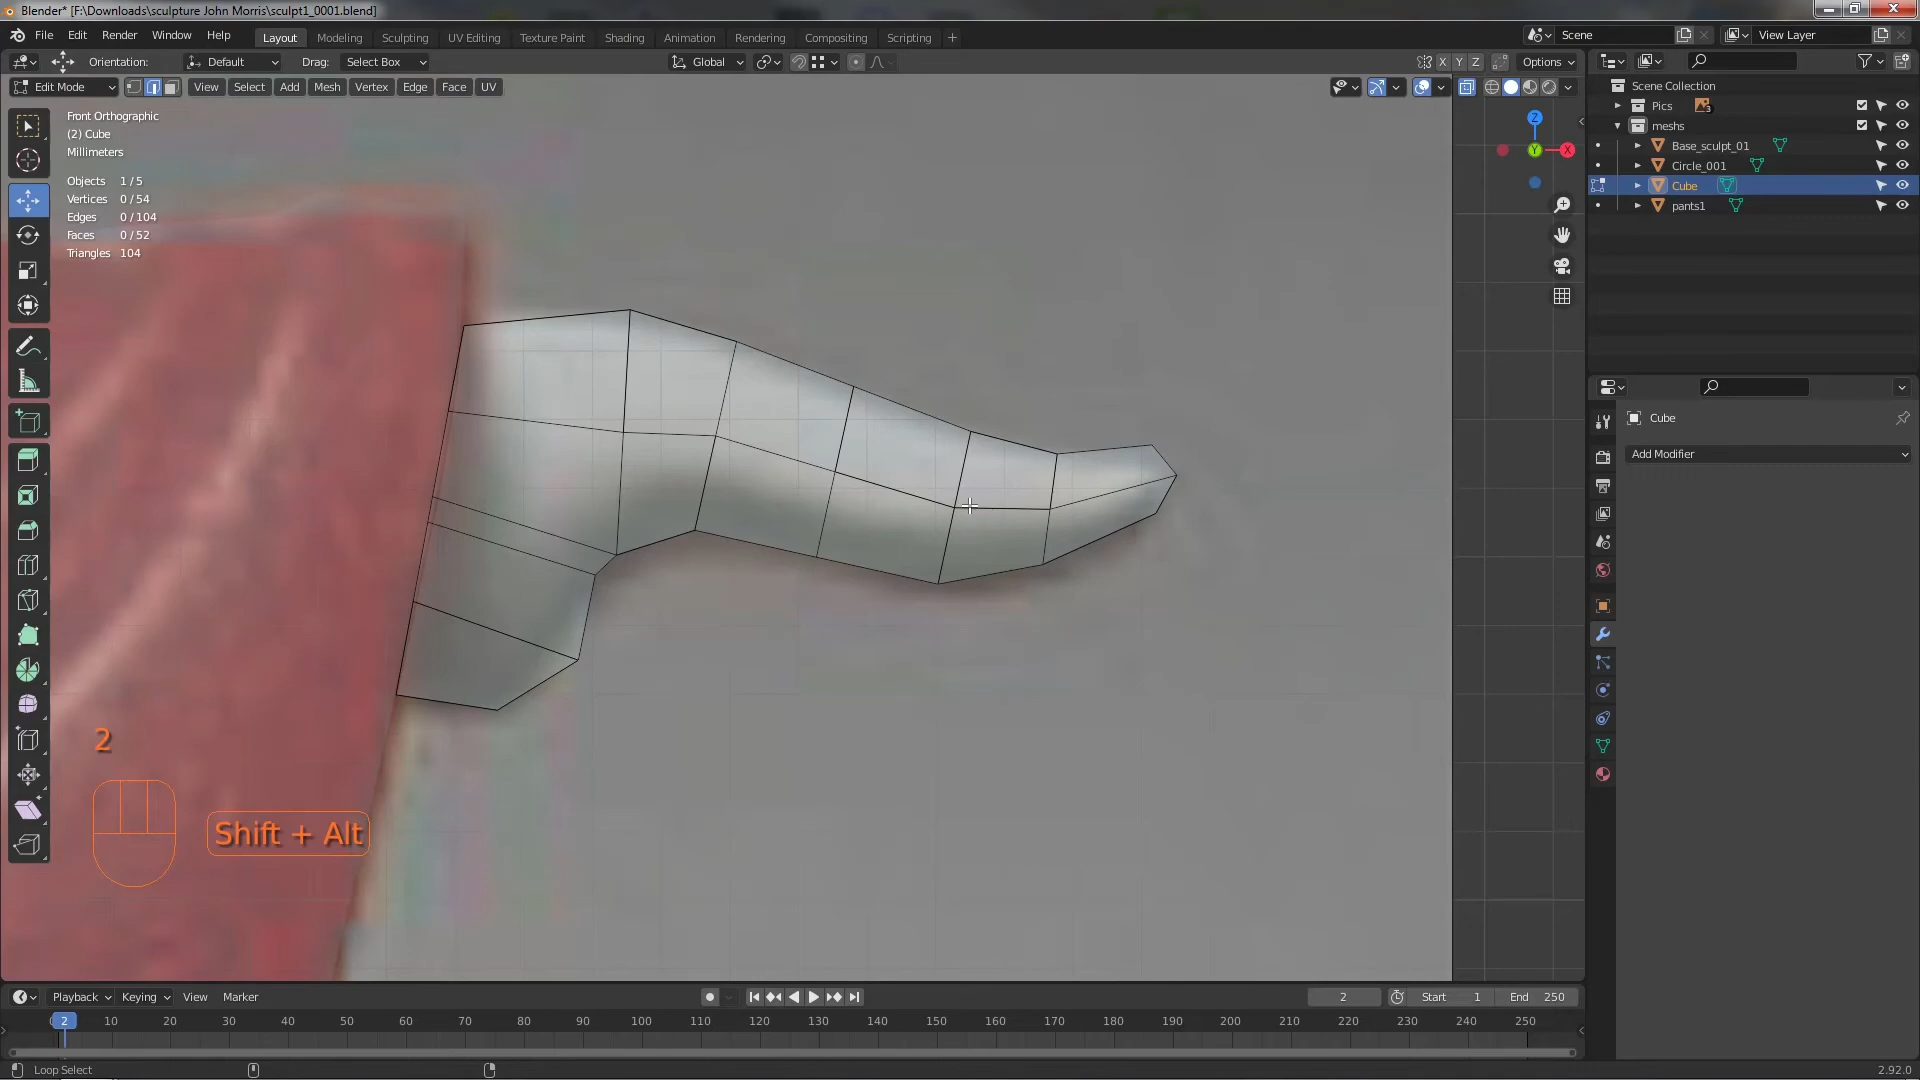 Blender* [F:\Downloads\sculpture John Morris\sculpt1_0001.blend]
File Edit Render Window Help Layout Modeling Sculpting UV Editing Texture Paint Shading Animation Rendering Compositing Scripting + Scene View Layer
Orientation: Default Drag: Select Box Global X Y Z Options
Edit Mode View Select Add Mesh Vertex Edge Face UV
Front Orthographic
(2) Cube
Millimeters
Objects 1 / 5
Vertices 0 / 54
Edges 0 / 104
Faces 0 / 52
Triangles 104
Z
Y
X
Scene Collection
Pics 3
meshs
Base_sculpt_01
Circle_001
Cube
pants1
Cube
Add Modifier
2
Shift + Alt
Playback Keying View Marker 2 Start 1 End 250
2 10 20 30 40 50 60 70 80 90 100 110 120 130 140 150 160 170 180 190 200 210 220 230 240 250
Loop Select 2.92.0